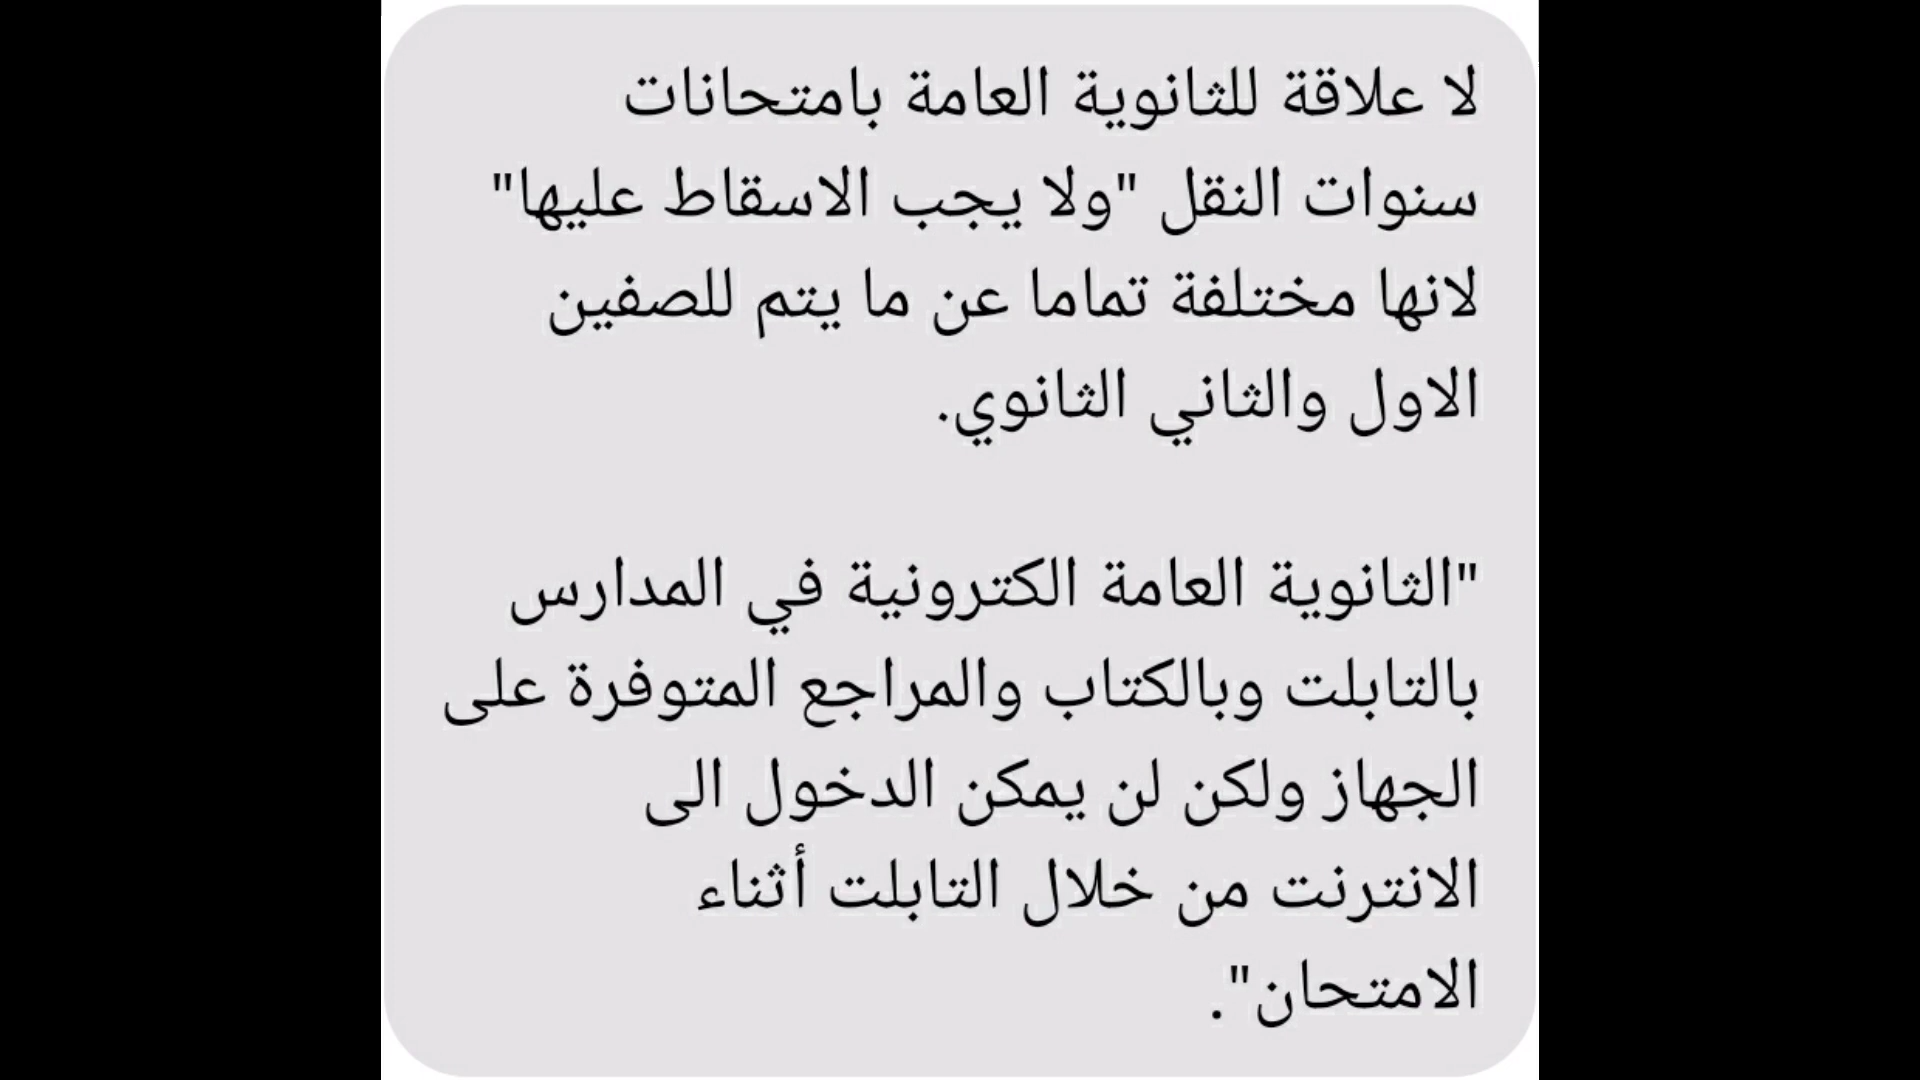 لا علاقة للثانوية العامة بامتحانات
سنوات النقل "ولا يجب الاسقاط عليها"
لانها مختلفة تماما عن ما يتم للصفين
الاول والثاني الثانوي.
"الثانوية العامة الكترونية في المدارس
بالتابلت وبالكتاب والمراجع المتوفرة على
الجهاز ولكن لن يمكن الدخول الى
الانترنت من خلال التابلت أثناء
الامتحان".